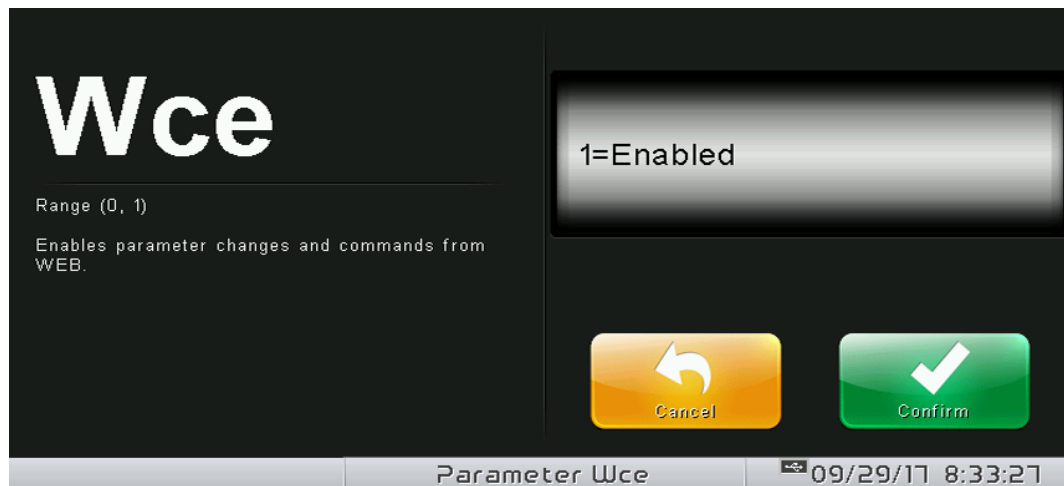 Wce
Range (0, 1)
Enables parameter changes and commands from
WEB.
1=Enabled
Cancel
Confirm
Parameter Wce
09/29/17 8:33:27